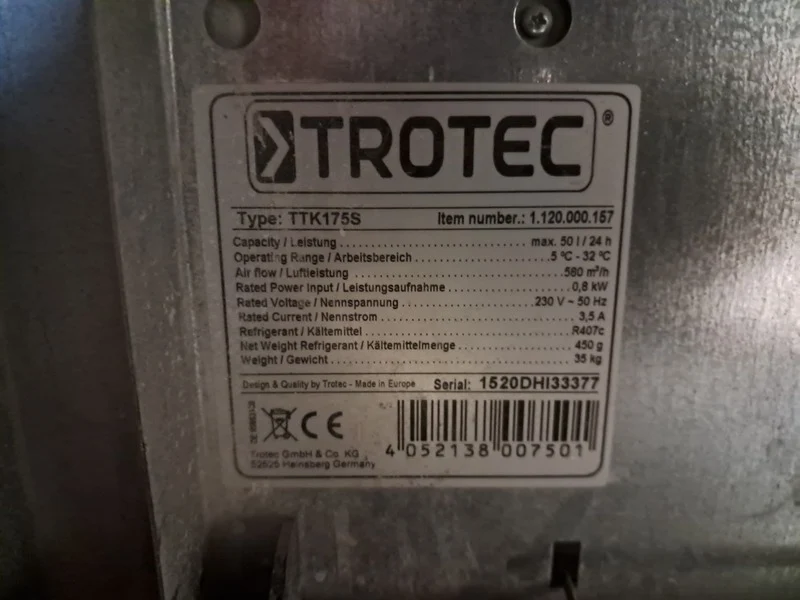 TROTEC®
Type: TTK175S Item number.: 1.120.000.157
Capacity / Leistung max. 50 l / 24 h
Operating Range / Arbeitsbereich 5 °C - 32 °C
Air flow / Luftleistung 580 m³/h
Rated Power Input / Leistungsaufnahme 0,8 kW
Rated Voltage / Nennspannung 230 V ~ 50 Hz
Rated Current / Nennstrom 3,5 A
Refrigerant / Kältemittel R407c
Net Weight Refrigerant / Kältemittelmenge 450 g
Weight / Gewicht 35 kg
Design & Quality by Trotec - Made in Europe Serial: 1520DHI33377
CE
Trotec GmbH & Co. KG
52525 Heinsberg Germany
4 052138 007501